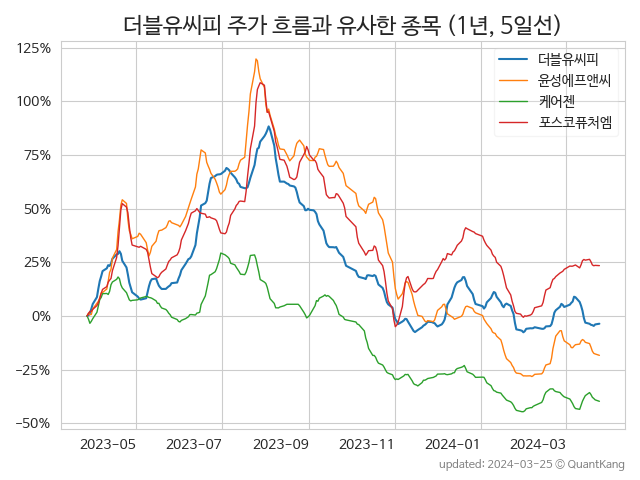 더블유씨피 주가 흐름과 유사한 종목 (1년, 5일선)
125%
100%
75%
50%
25%
0%
−25%
−50%
더블유씨피
윤성에프앤씨
케어젠
포스코퓨처엠
2023-05
2023-07
2023-09
2023-11
2024-01
2024-03
updated: 2024-03-25 © QuantKang